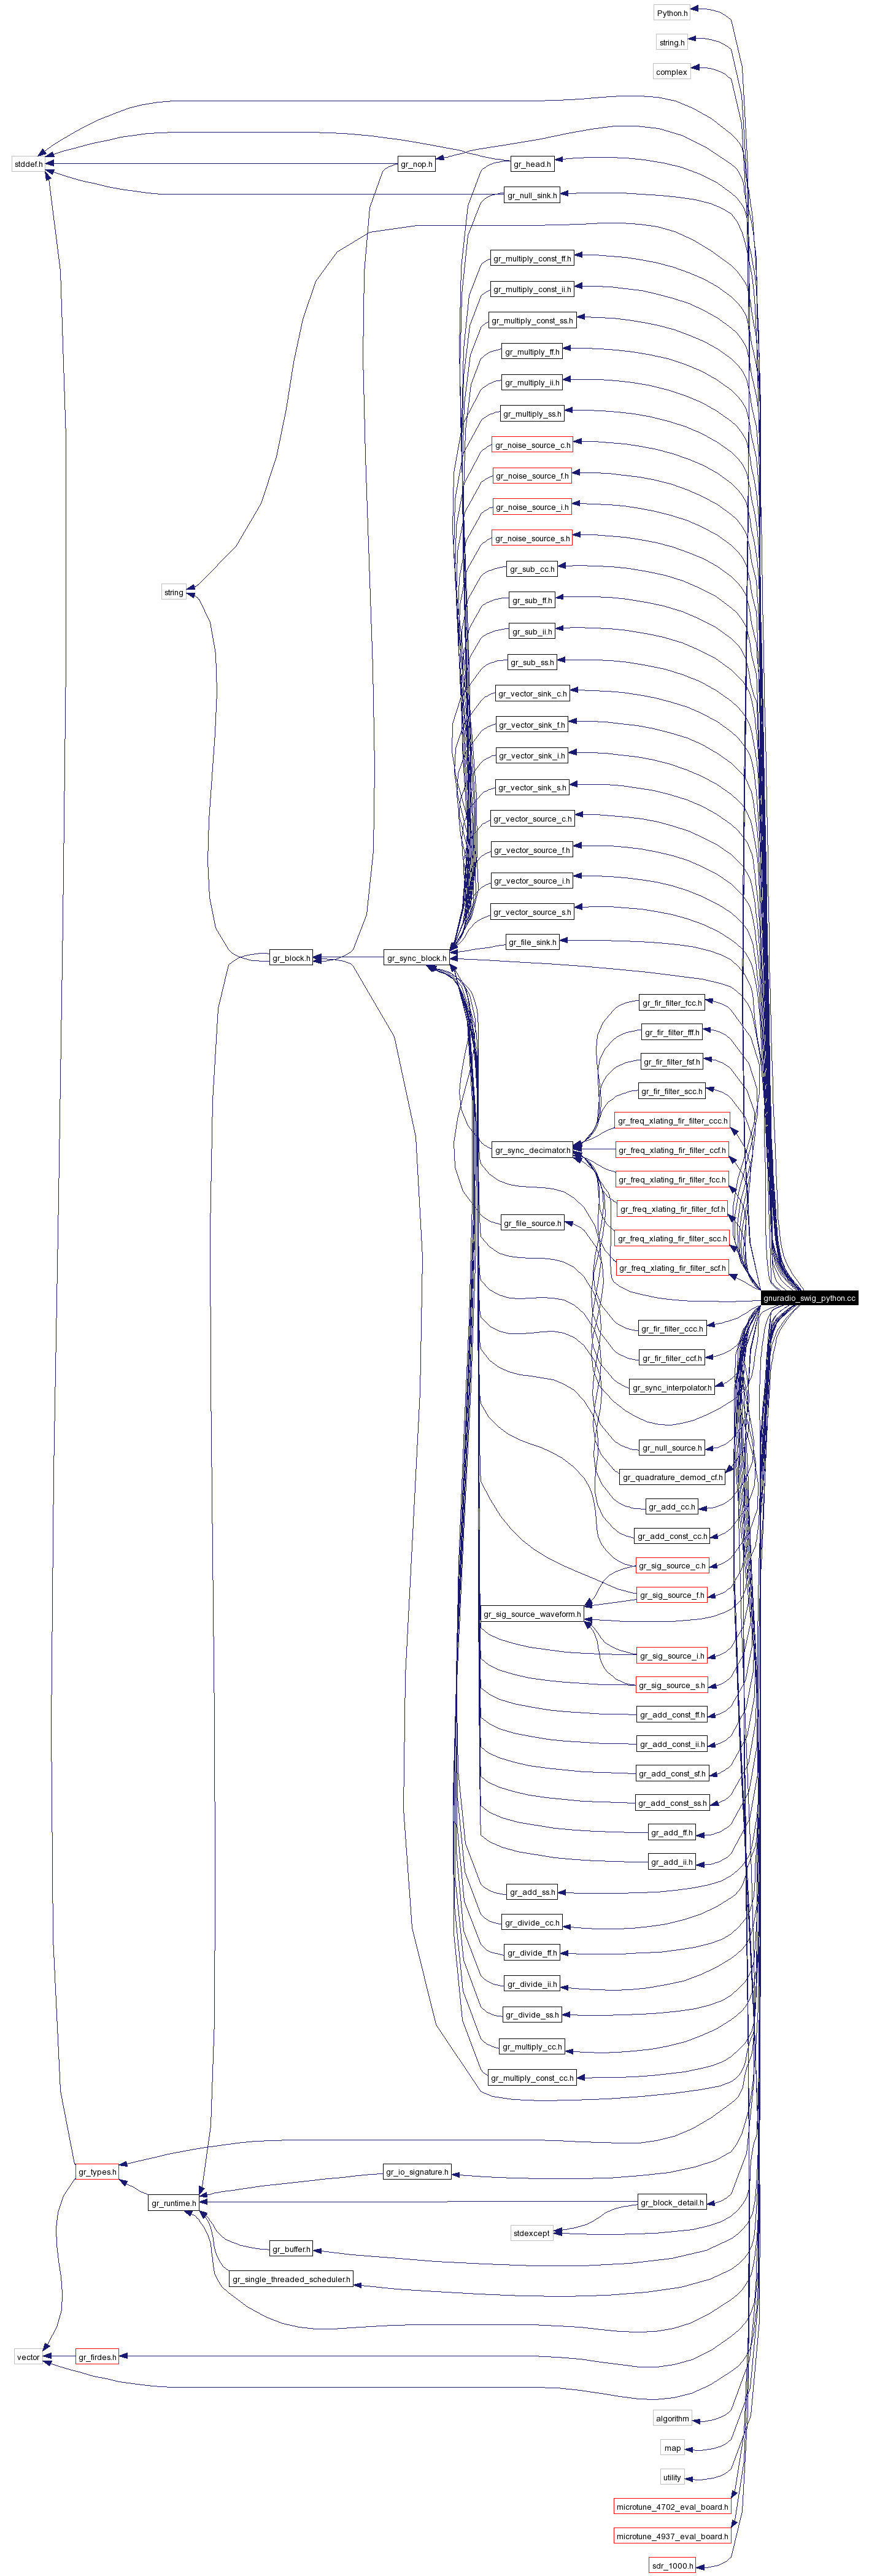 Python.h
string.h
complex
stddef.h
gr_nop.h
gr_head.h
gr_null_sink.h
gr_multiply_const_ff.h
gr_multiply_const_ii.h
gr_multiply_const_ss.h
gr_multiply_ff.h
gr_multiply_ii.h
gr_multiply_ss.h
gr_noise_source_c.h
gr_noise_source_f.h
gr_noise_source_i.h
gr_noise_source_s.h
gr_sub_cc.h
string
gr_sub_ff.h
gr_sub_ii.h
gr_sub_ss.h
gr_vector_sink_c.h
gr_vector_sink_f.h
gr_vector_sink_i.h
gr_vector_sink_s.h
gr_vector_source_c.h
gr_vector_source_f.h
gr_vector_source_i.h
gr_vector_source_s.h
gr_file_sink.h
gr_block.h
gr_sync_block.h
gr_fir_filter_fcc.h
gr_fir_filter_fff.h
gr_fir_filter_fsf.h
gr_fir_filter_scc.h
gr_freq_xlating_fir_filter_ccc.h
gr_sync_decimator.h
gr_freq_xlating_fir_filter_ccf.h
gr_freq_xlating_fir_filter_fcc.h
gr_freq_xlating_fir_filter_fcf.h
gr_file_source.h
gr_freq_xlating_fir_filter_scc.h
gr_freq_xlating_fir_filter_scf.h
gnuradio_swig_python.cc
gr_fir_filter_ccc.h
gr_fir_filter_ccf.h
gr_sync_interpolator.h
gr_null_source.h
gr_quadrature_demod_cf.h
gr_add_cc.h
gr_add_const_cc.h
gr_sig_source_c.h
gr_sig_source_f.h
gr_sig_source_waveform.h
gr_sig_source_i.h
gr_sig_source_s.h
gr_add_const_ff.h
gr_add_const_ii.h
gr_add_const_sf.h
gr_add_const_ss.h
gr_add_ff.h
gr_add_ii.h
gr_add_ss.h
gr_divide_cc.h
gr_divide_ff.h
gr_divide_ii.h
gr_divide_ss.h
gr_multiply_cc.h
gr_multiply_const_cc.h
gr_types.h
gr_io_signature.h
gr_runtime.h
gr_block_detail.h
stdexcept
gr_buffer.h
gr_single_threaded_scheduler.h
vector
gr_firdes.h
algorithm
map
utility
microtune_4702_eval_board.h
microtune_4937_eval_board.h
sdr_1000.h